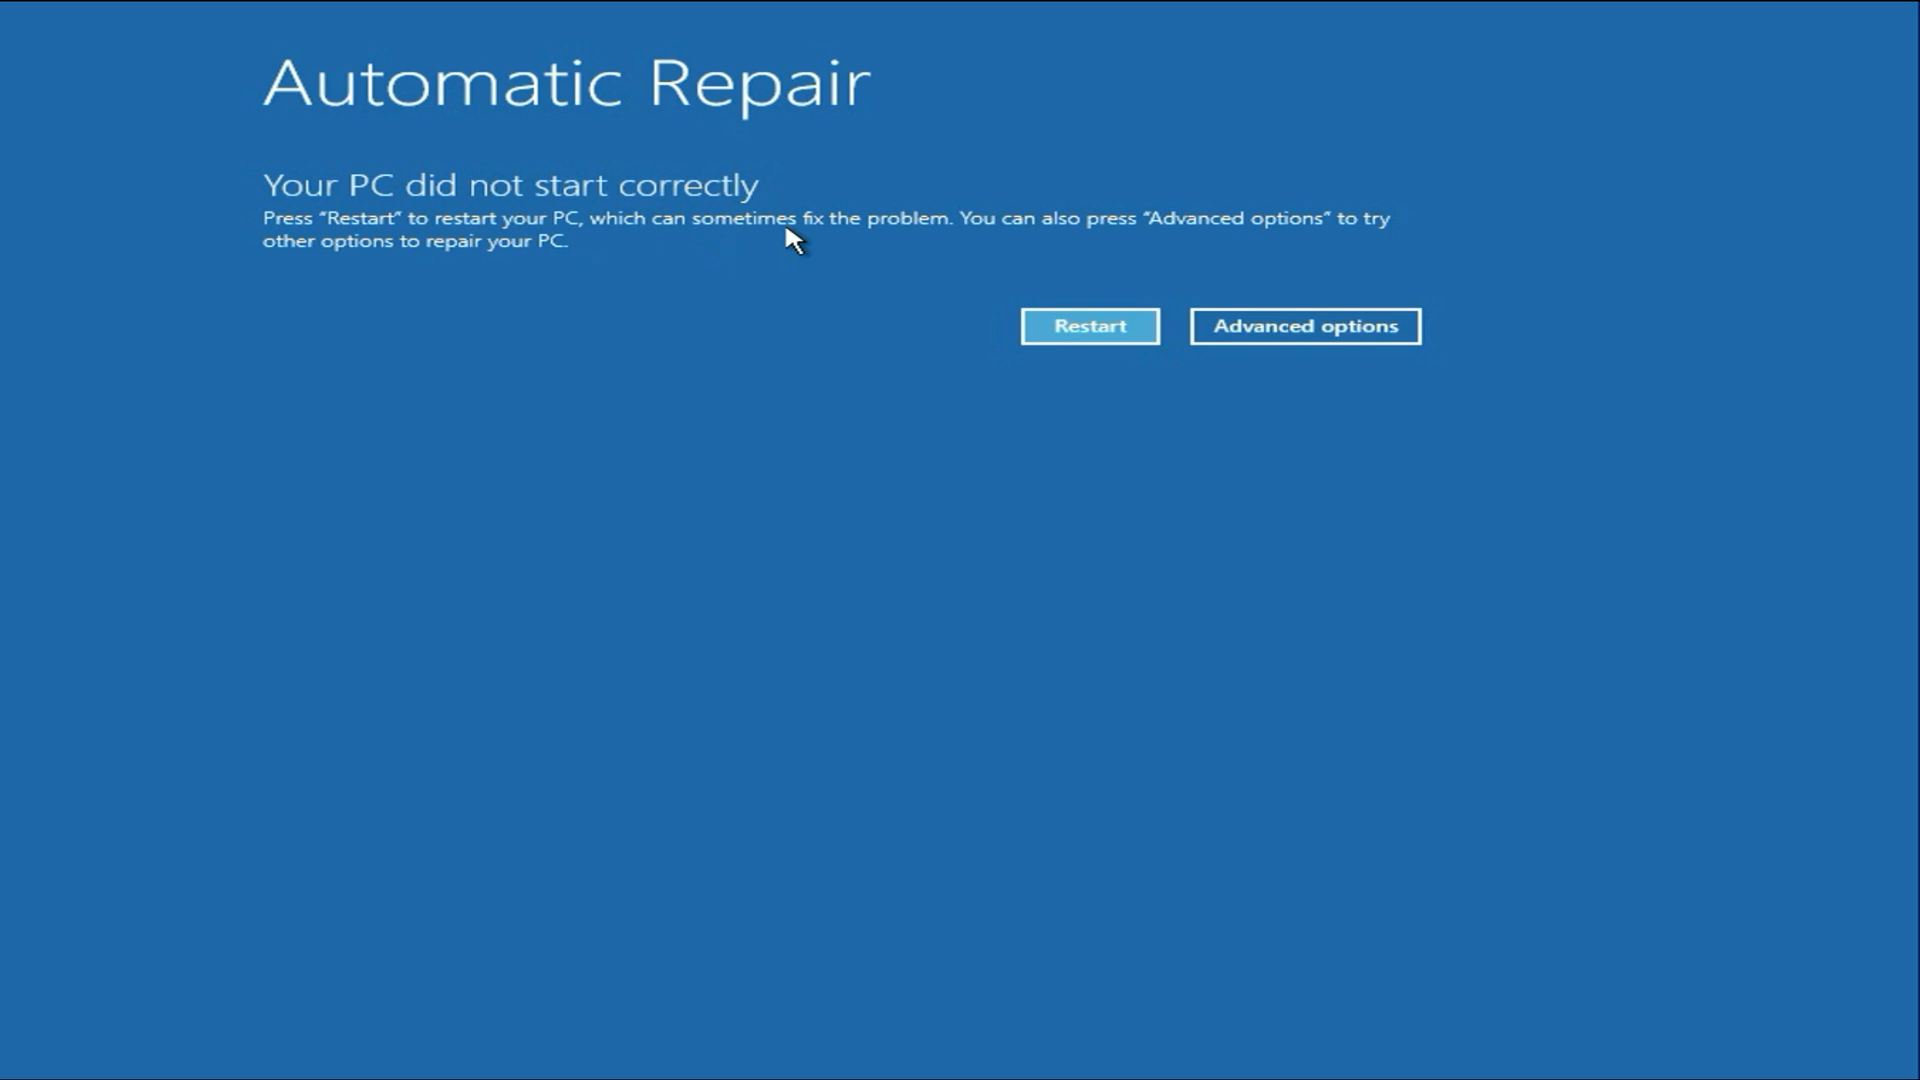 Automatic Repair
Your PC did not start correctly
Press “Restart” to restart your PC, which can sometimes fix the problem. You can also press “Advanced options” to try
other options to repair your PC.
Restart
Advanced options